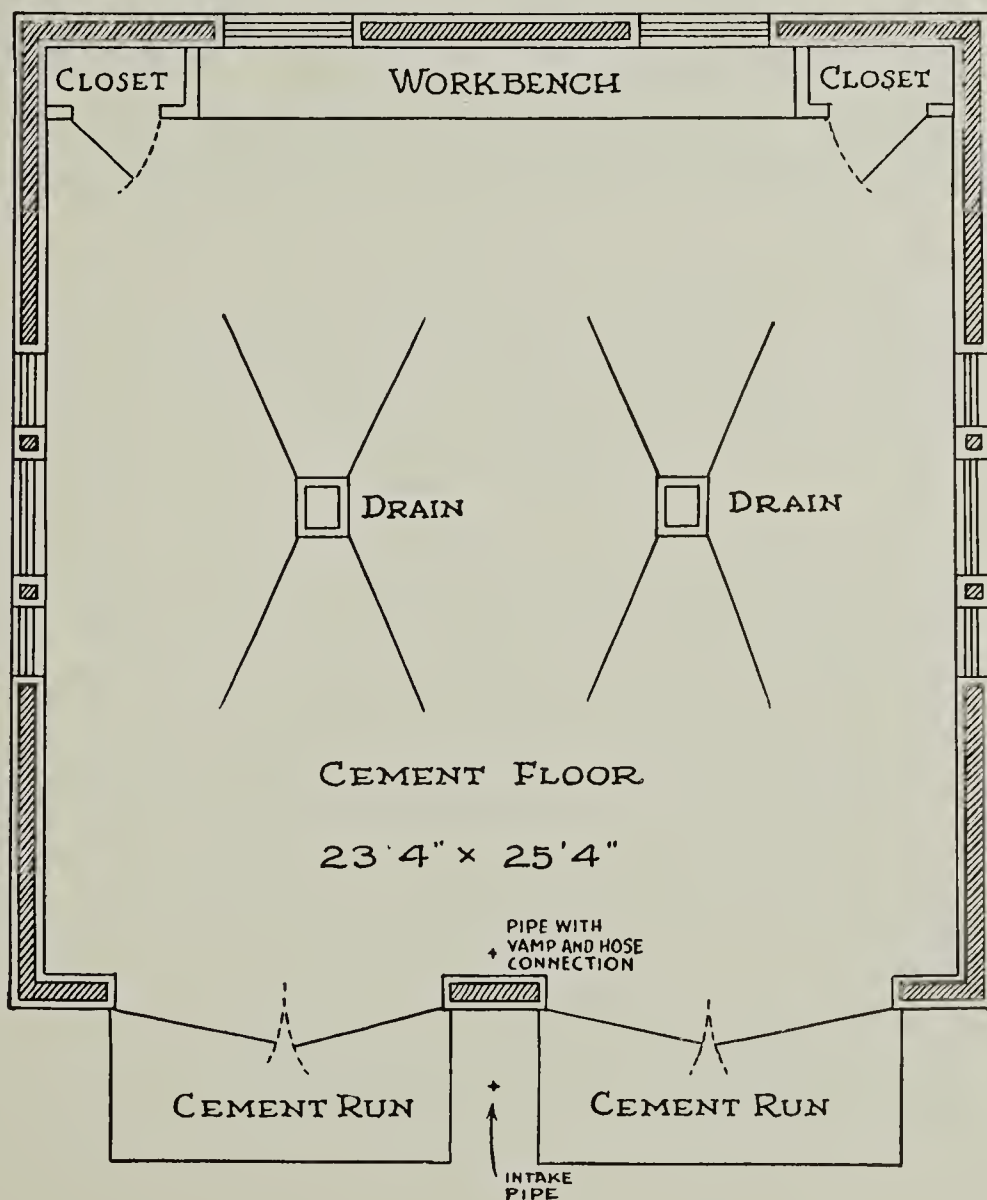 CLOSET
WORKBENCH
CLOSET
DRAIN
DRAIN
CEMENT FLOOR
23'4" × 25'4"
PIPE WITH
VAMP AND HOSE
CONNECTION
CEMENT RUN
CEMENT RUN
INTAKE
PIPE